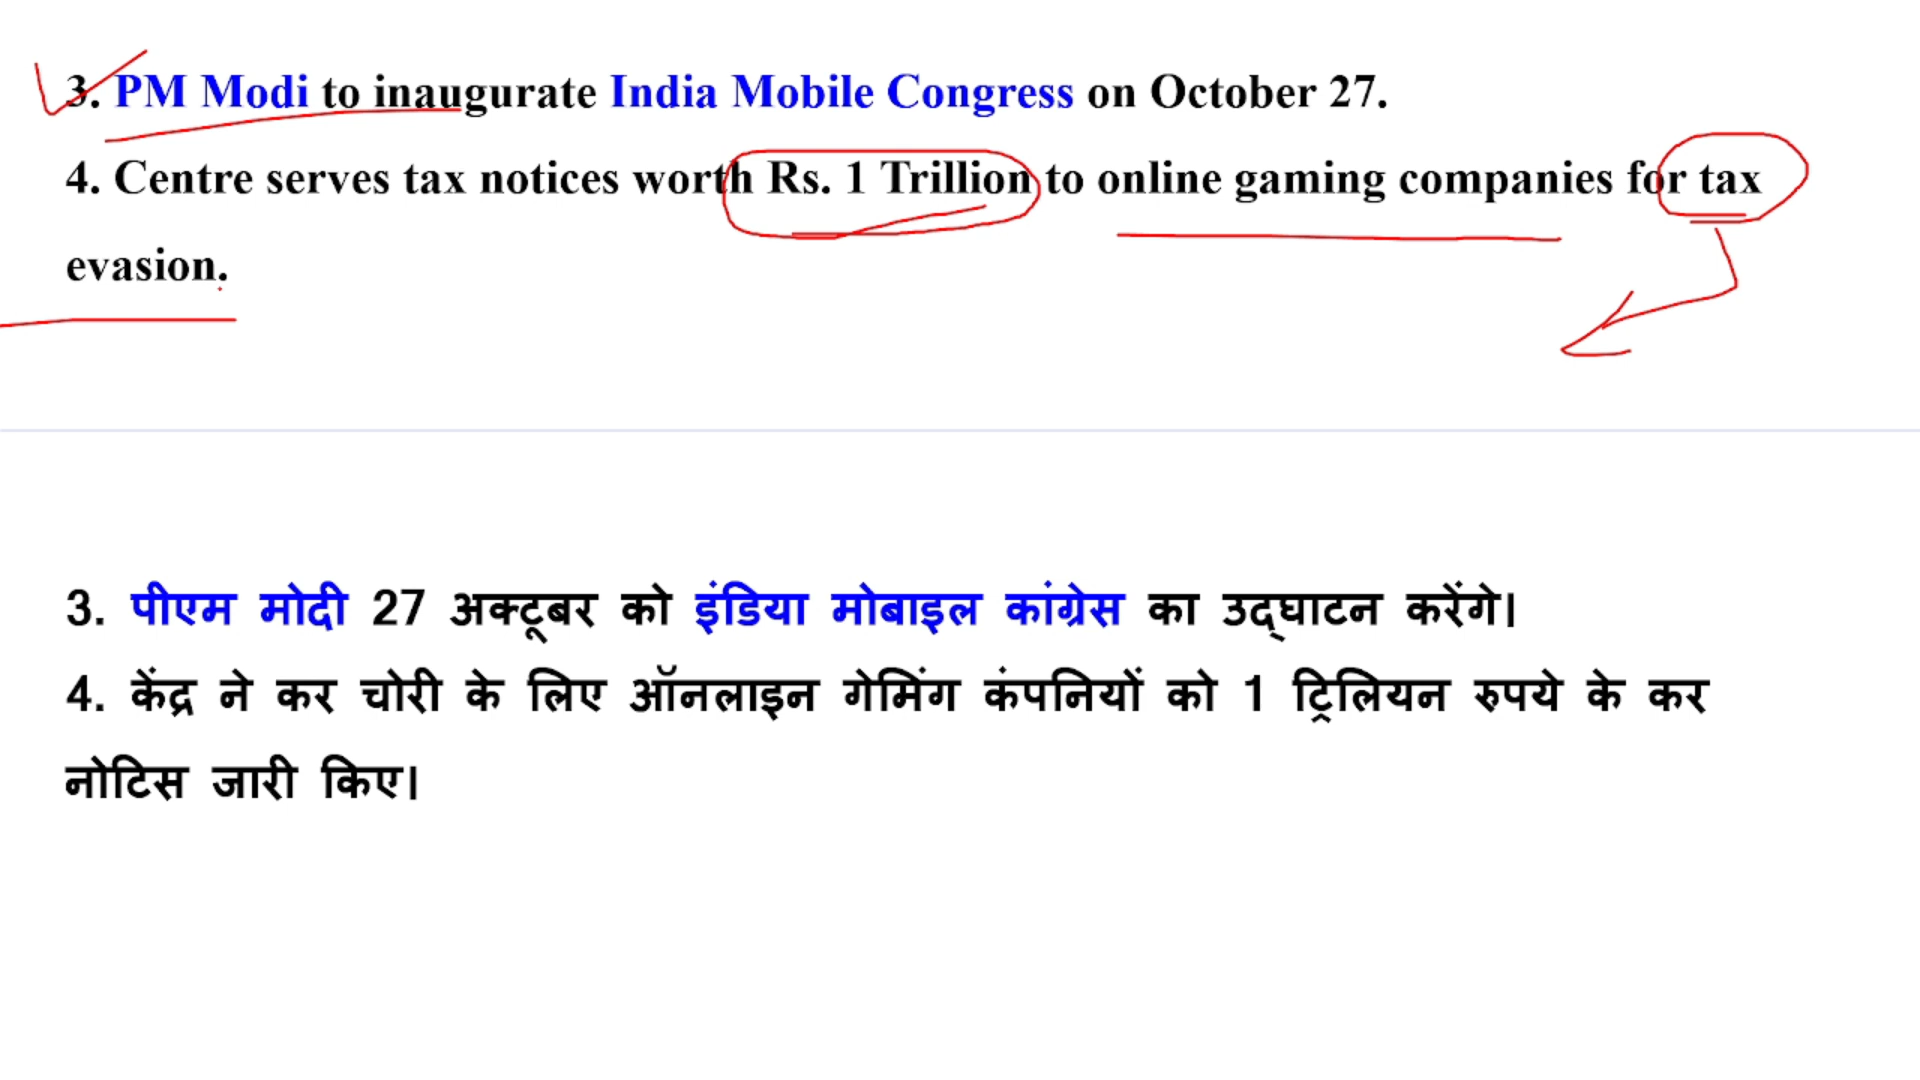 3. PM Modi to inaugurate India Mobile Congress on October 27.
4. Centre serves tax notices worth Rs. 1 Trillion to online gaming companies for tax
evasion.
3. पीएम मोदी 27 अक्टूबर को इंडिया मोबाइल कांग्रेस का उद्घाटन करेंगे।
4. केंद्र ने कर चोरी के लिए ऑनलाइन गेमिंग कंपनियों को 1 ट्रिलियन रुपये के कर
नोटिस जारी किए।